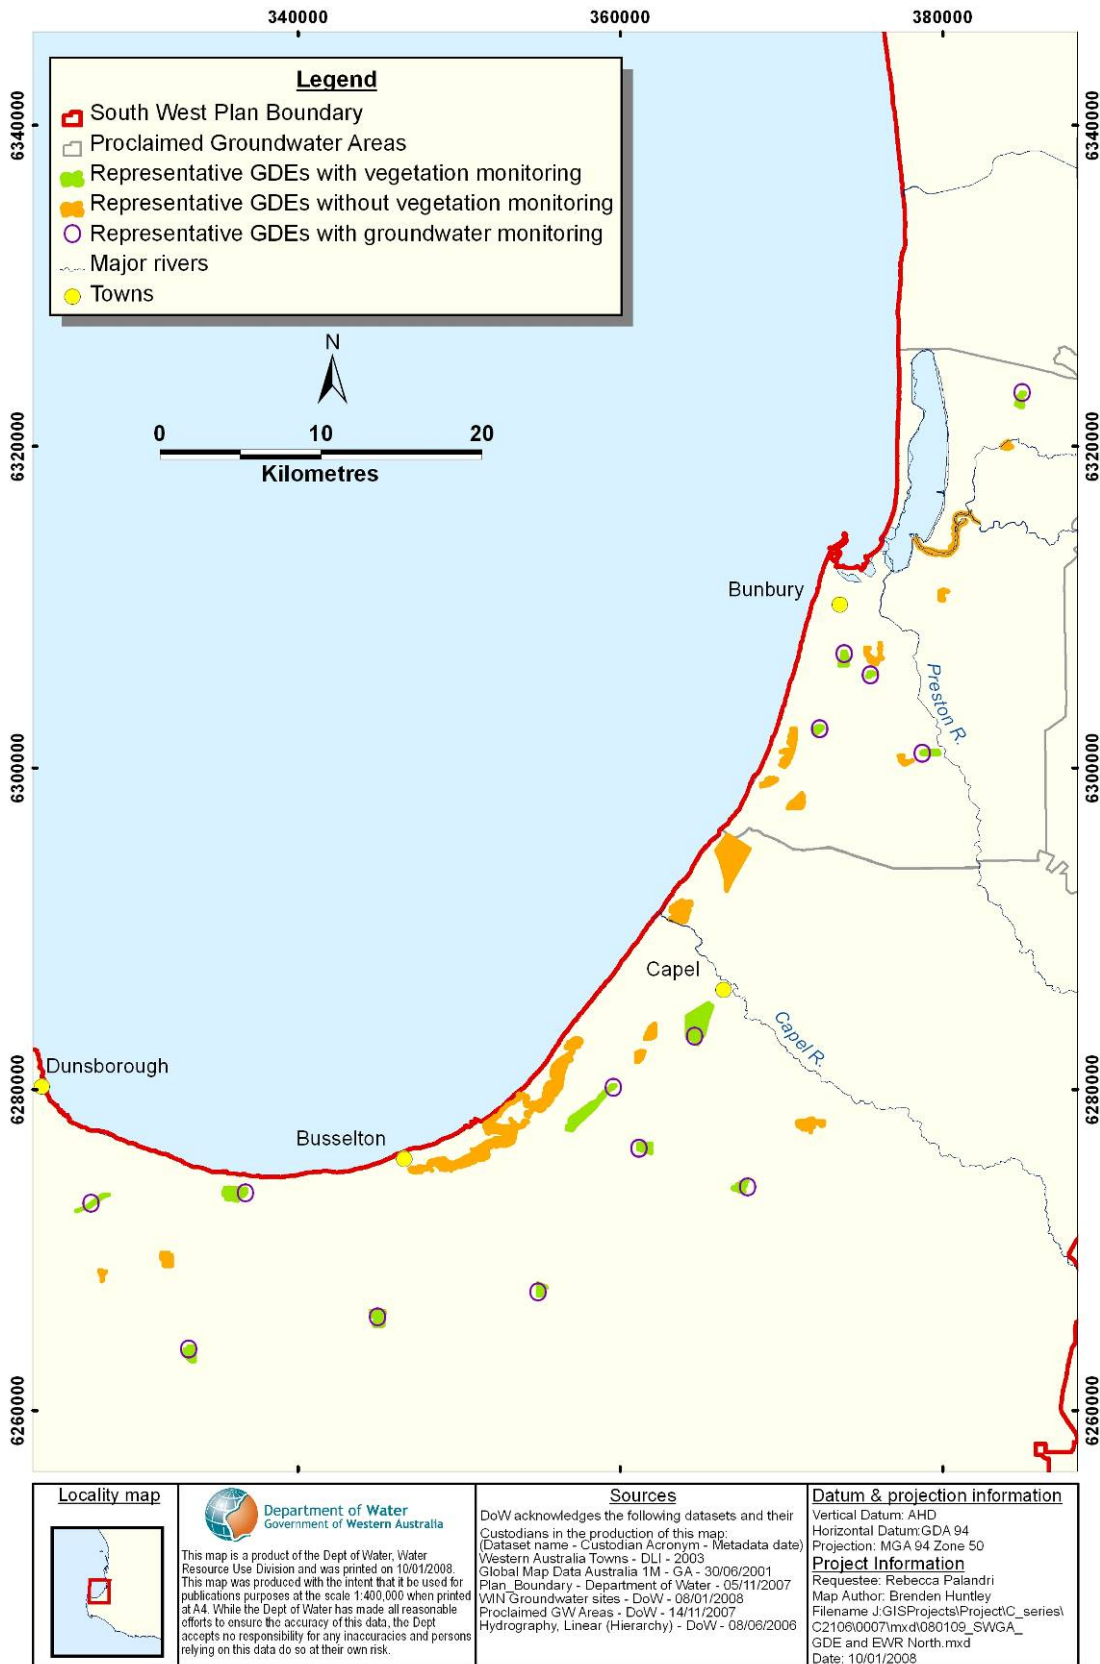 340000
360000
380000
Legend
South West Plan Boundary
Proclaimed Groundwater Areas
Representative GDEs with vegetation monitoring
Representative GDEs without vegetation monitoring
Representative GDEs with groundwater monitoring
Major rivers
Towns
6340000
6340000
N
0 10 20
Kilometres
6320000
6320000
Bunbury
Preston R.
6300000
6300000
Capel
Capel R.
Dunsborough
6280000
6280000
Busselton
6260000
6260000
340000
360000
380000
Locality map
Department of Water
Government of Western Australia
This map is a product of the Dept of Water, Water
Resource Use Division and was printed on 10/01/2008.
This map was produced with the intent that it be used for
publications purposes at the scale 1:400,000 when printed
at A4. While the Dept of Water has made all reasonable
efforts to ensure the accuracy of this data, the Dept
accepts no responsibility for any inaccuracies and persons
relying on this data do so at their own risk.
Sources
DoW acknowledges the following datasets and their
Custodians in the production of this map:
(Dataset name - Custodian Acronym - Metadata date)
Western Australia Towns - DLI - 2003
Global Map Data Australia 1M - GA - 30/06/2001
Plan_Boundary - Department of Water - 05/11/2007
WIN Groundwater sites - DoW - 08/01/2008
Proclaimed GW Areas - DoW - 14/11/2007
Hydrography, Linear (Hierarchy) - DoW - 08/06/2006
Datum & projection information
Vertical Datum: AHD
Horizontal Datum:GDA 94
Projection: MGA 94 Zone 50
Project Information
Requestee: Rebecca Palandri
Map Author: Brenden Huntley
Filename J:GISProjects\Project\C_series\
C2106\0007\mxd\080109_SWGA_
GDE and EWR North.mxd
Date: 10/01/2008